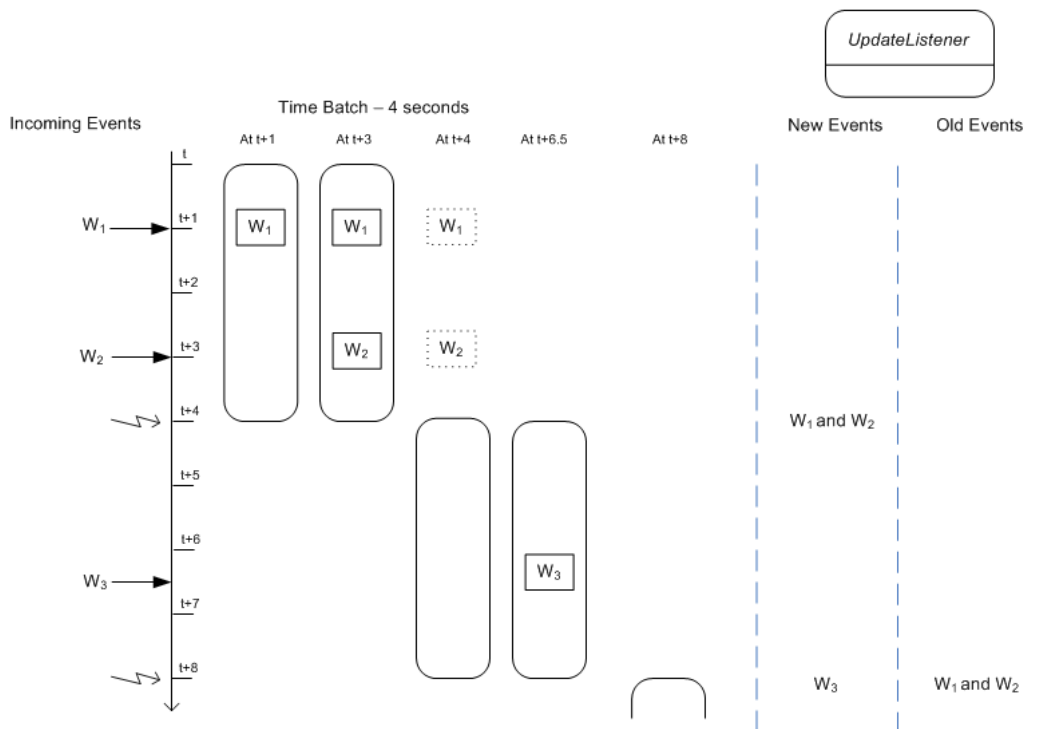 UpdateListener
Time Batch – 4 seconds
Incoming Events
New Events
Old Events
At t+1
At t+3
At t+4
At t+6.5
At t+8
t
W₁
t+1
W₁
W₁
W₁
t+2
W₂
t+3
W₂
W₂
t+4
W₁ and W₂
t+5
t+6
W₃
W₃
t+7
t+8
W₃
W₁ and W₂